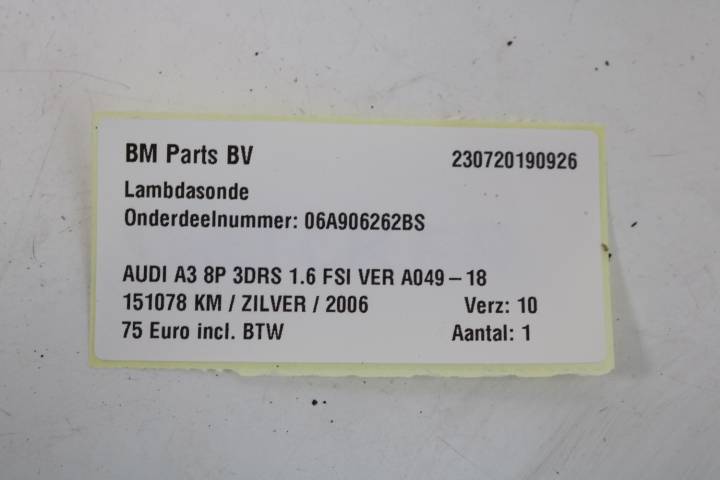 BM Parts BV 230720190926
Lambdasonde
Onderdeelnummer: 06A906262BS
AUDI A3 8P 3DRS 1.6 FSI VER A049-18
151078 KM / ZILVER / 2006 Verz: 10
75 Euro incl. BTW Aantal: 1